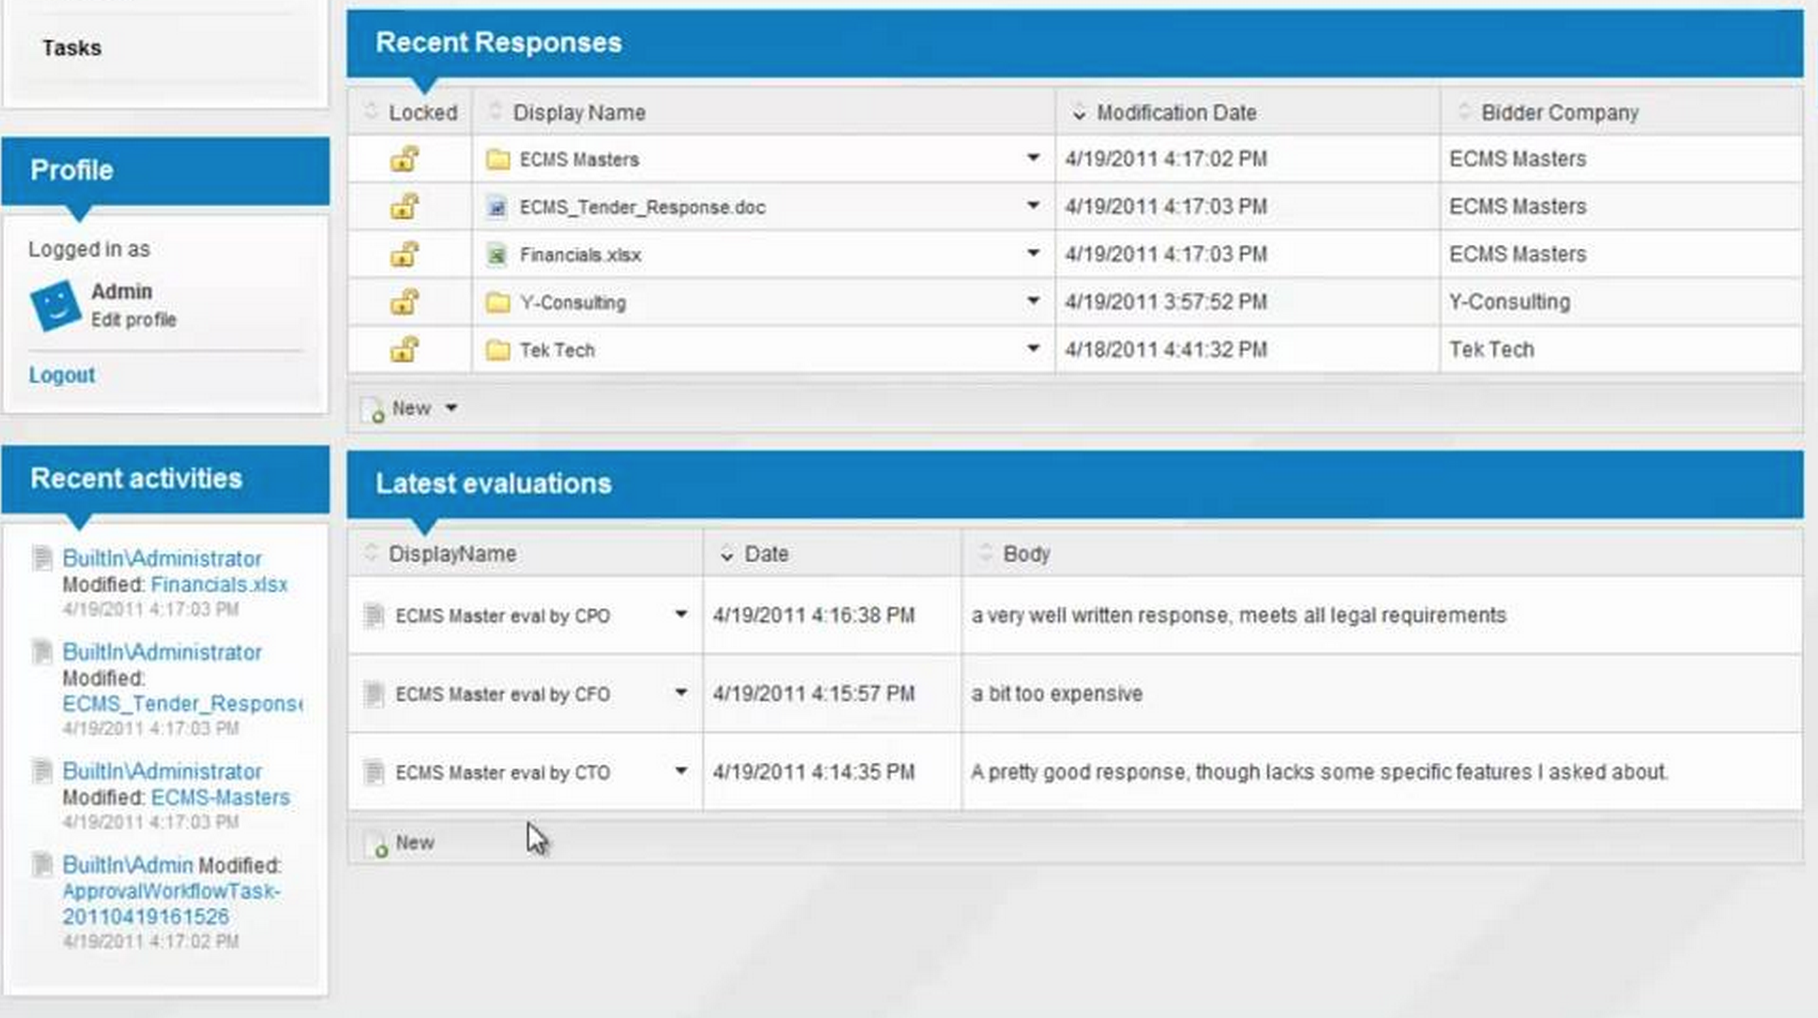 Tasks
Profile
Logged in as
Admin
Edit profile
Logout
Recent activities
BuiltIn\Administrator
Modified: Financials.xlsx
4/19/2011 4:17:03 PM
BuiltIn\Administrator
Modified:
ECMS_Tender_Response
4/19/2011 4:17:03 PM
BuiltIn\Administrator
Modified: ECMS-Masters
4/19/2011 4:17:03 PM
BuiltIn\Admin Modified:
ApprovalWorkflowTask-
20110419161526
4/19/2011 4:17:02 PM
Recent Responses
Locked Display Name Modification Date Bidder Company
ECMS Masters 4/19/2011 4:17:02 PM ECMS Masters
ECMS_Tender_Response.doc 4/19/2011 4:17:03 PM ECMS Masters
Financials.xlsx 4/19/2011 4:17:03 PM ECMS Masters
Y-Consulting 4/19/2011 3:57:52 PM Y-Consulting
Tek Tech 4/18/2011 4:41:32 PM Tek Tech
New
Latest evaluations
DisplayName Date Body
ECMS Master eval by CPO 4/19/2011 4:16:38 PM a very well written response, meets all legal requirements
ECMS Master eval by CFO 4/19/2011 4:15:57 PM a bit too expensive
ECMS Master eval by CTO 4/19/2011 4:14:35 PM A pretty good response, though lacks some specific features I asked about.
New